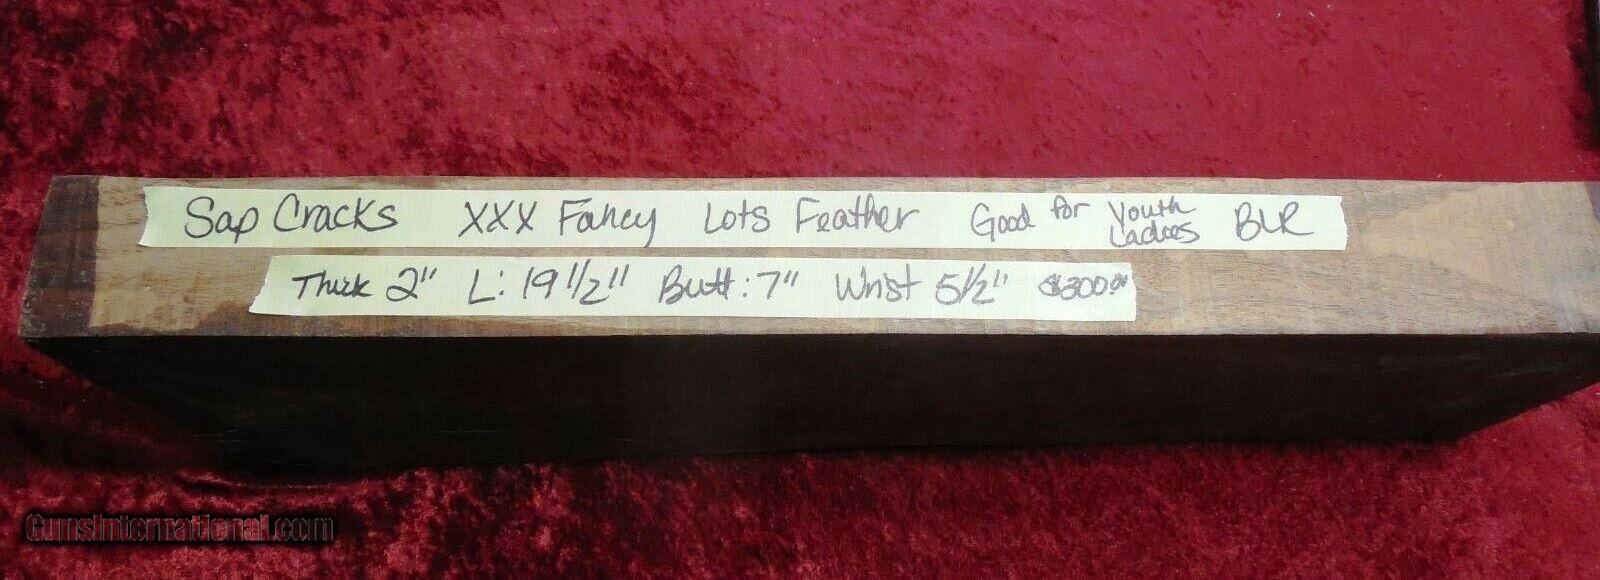 Sap Cracks XXX Fancy Lots Feather Good for Youth Ladies BLR
Thick 2" L: 19 1/2" Butt: 7" Wrist 5 1/2" $300.00
GunsInternational.com